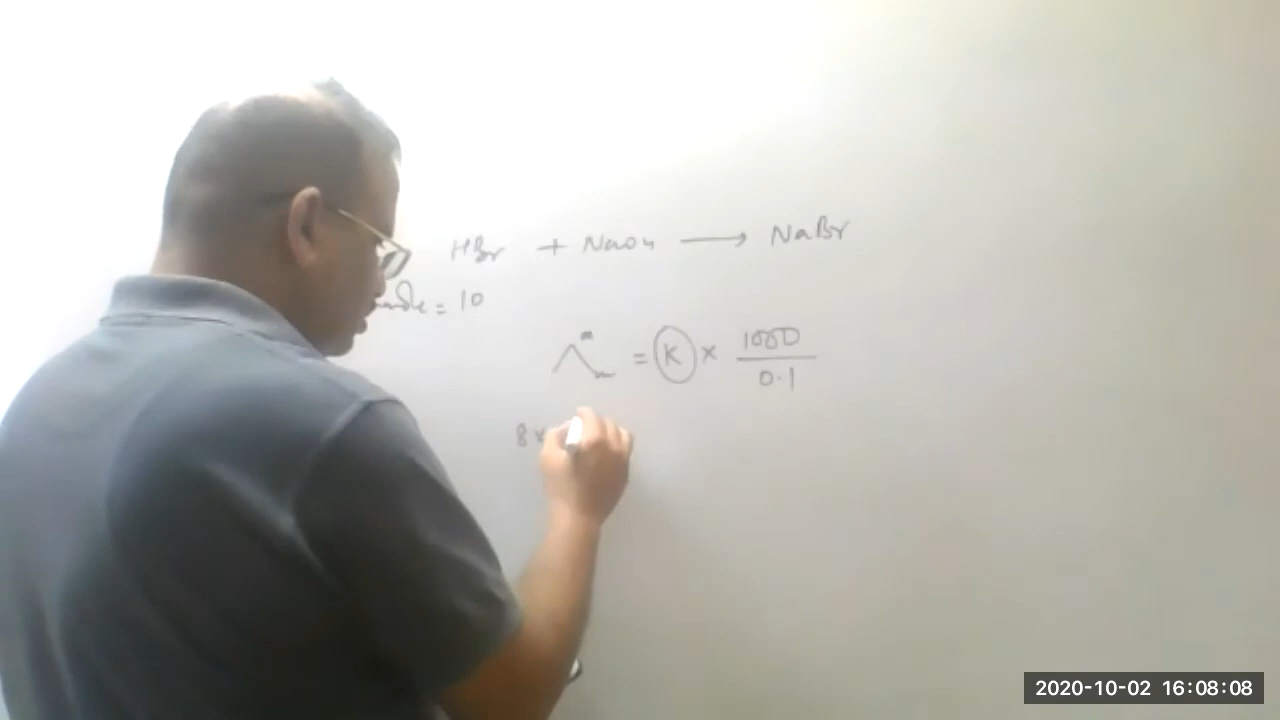 HBr + NaOH ⟶ NaBr
= 10
Λ°m = K × 1000 / 0.1
8 ×
2020-10-02 16:08:08